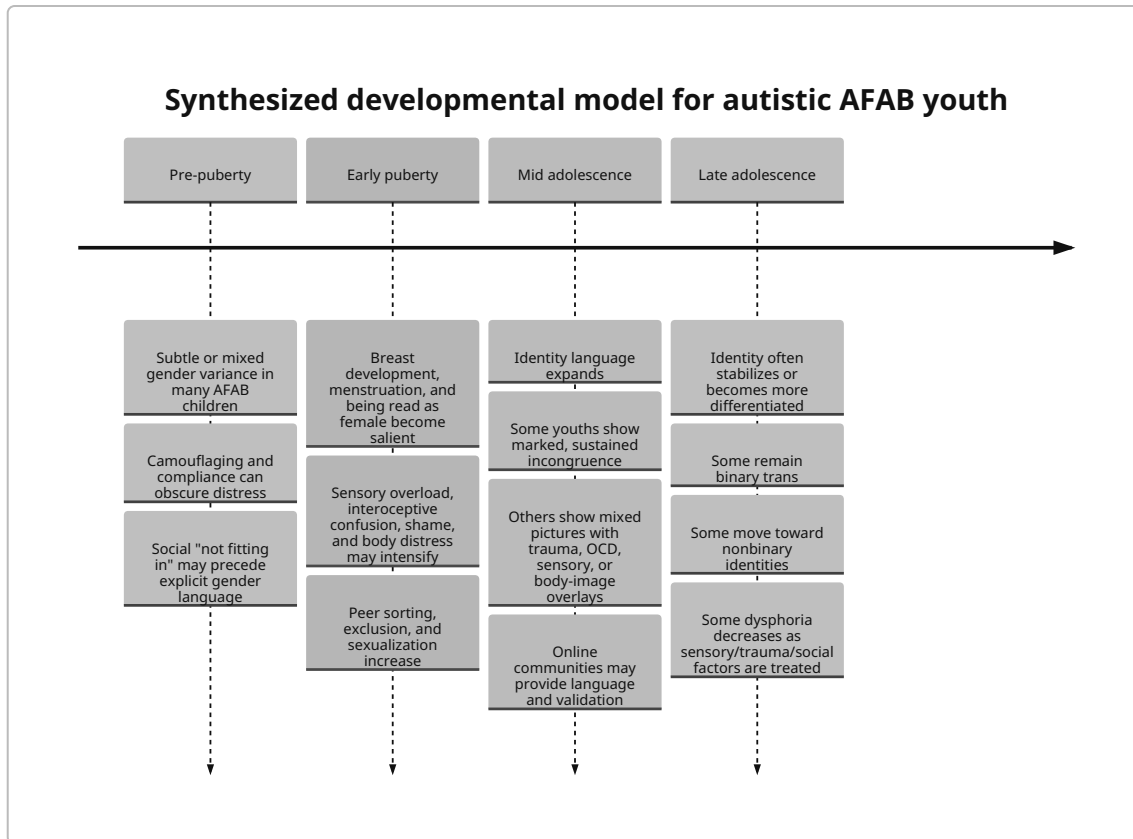 Synthesized developmental model for autistic AFAB youth
Pre-puberty
Early puberty
Mid adolescence
Late adolescence
Subtle or mixed
gender variance in
many AFAB
children
Camouflaging and
compliance can
obscure distress
Social "not fitting
in" may precede
explicit gender
language
Breast
development,
menstruation, and
being read as
female become
salient
Sensory overload,
interoceptive
confusion, shame,
and body distress
may intensify
Peer sorting,
exclusion, and
sexualization
increase
Identity language
expands
Some youths show
marked, sustained
incongruence
Others show mixed
pictures with
trauma, OCD,
sensory, or
body-image
overlays
Online
communities may
provide language
and validation
Identity often
stabilizes or
becomes more
differentiated
Some remain
binary trans
Some move toward
nonbinary
identities
Some dysphoria
decreases as
sensory/trauma/social
factors are treated